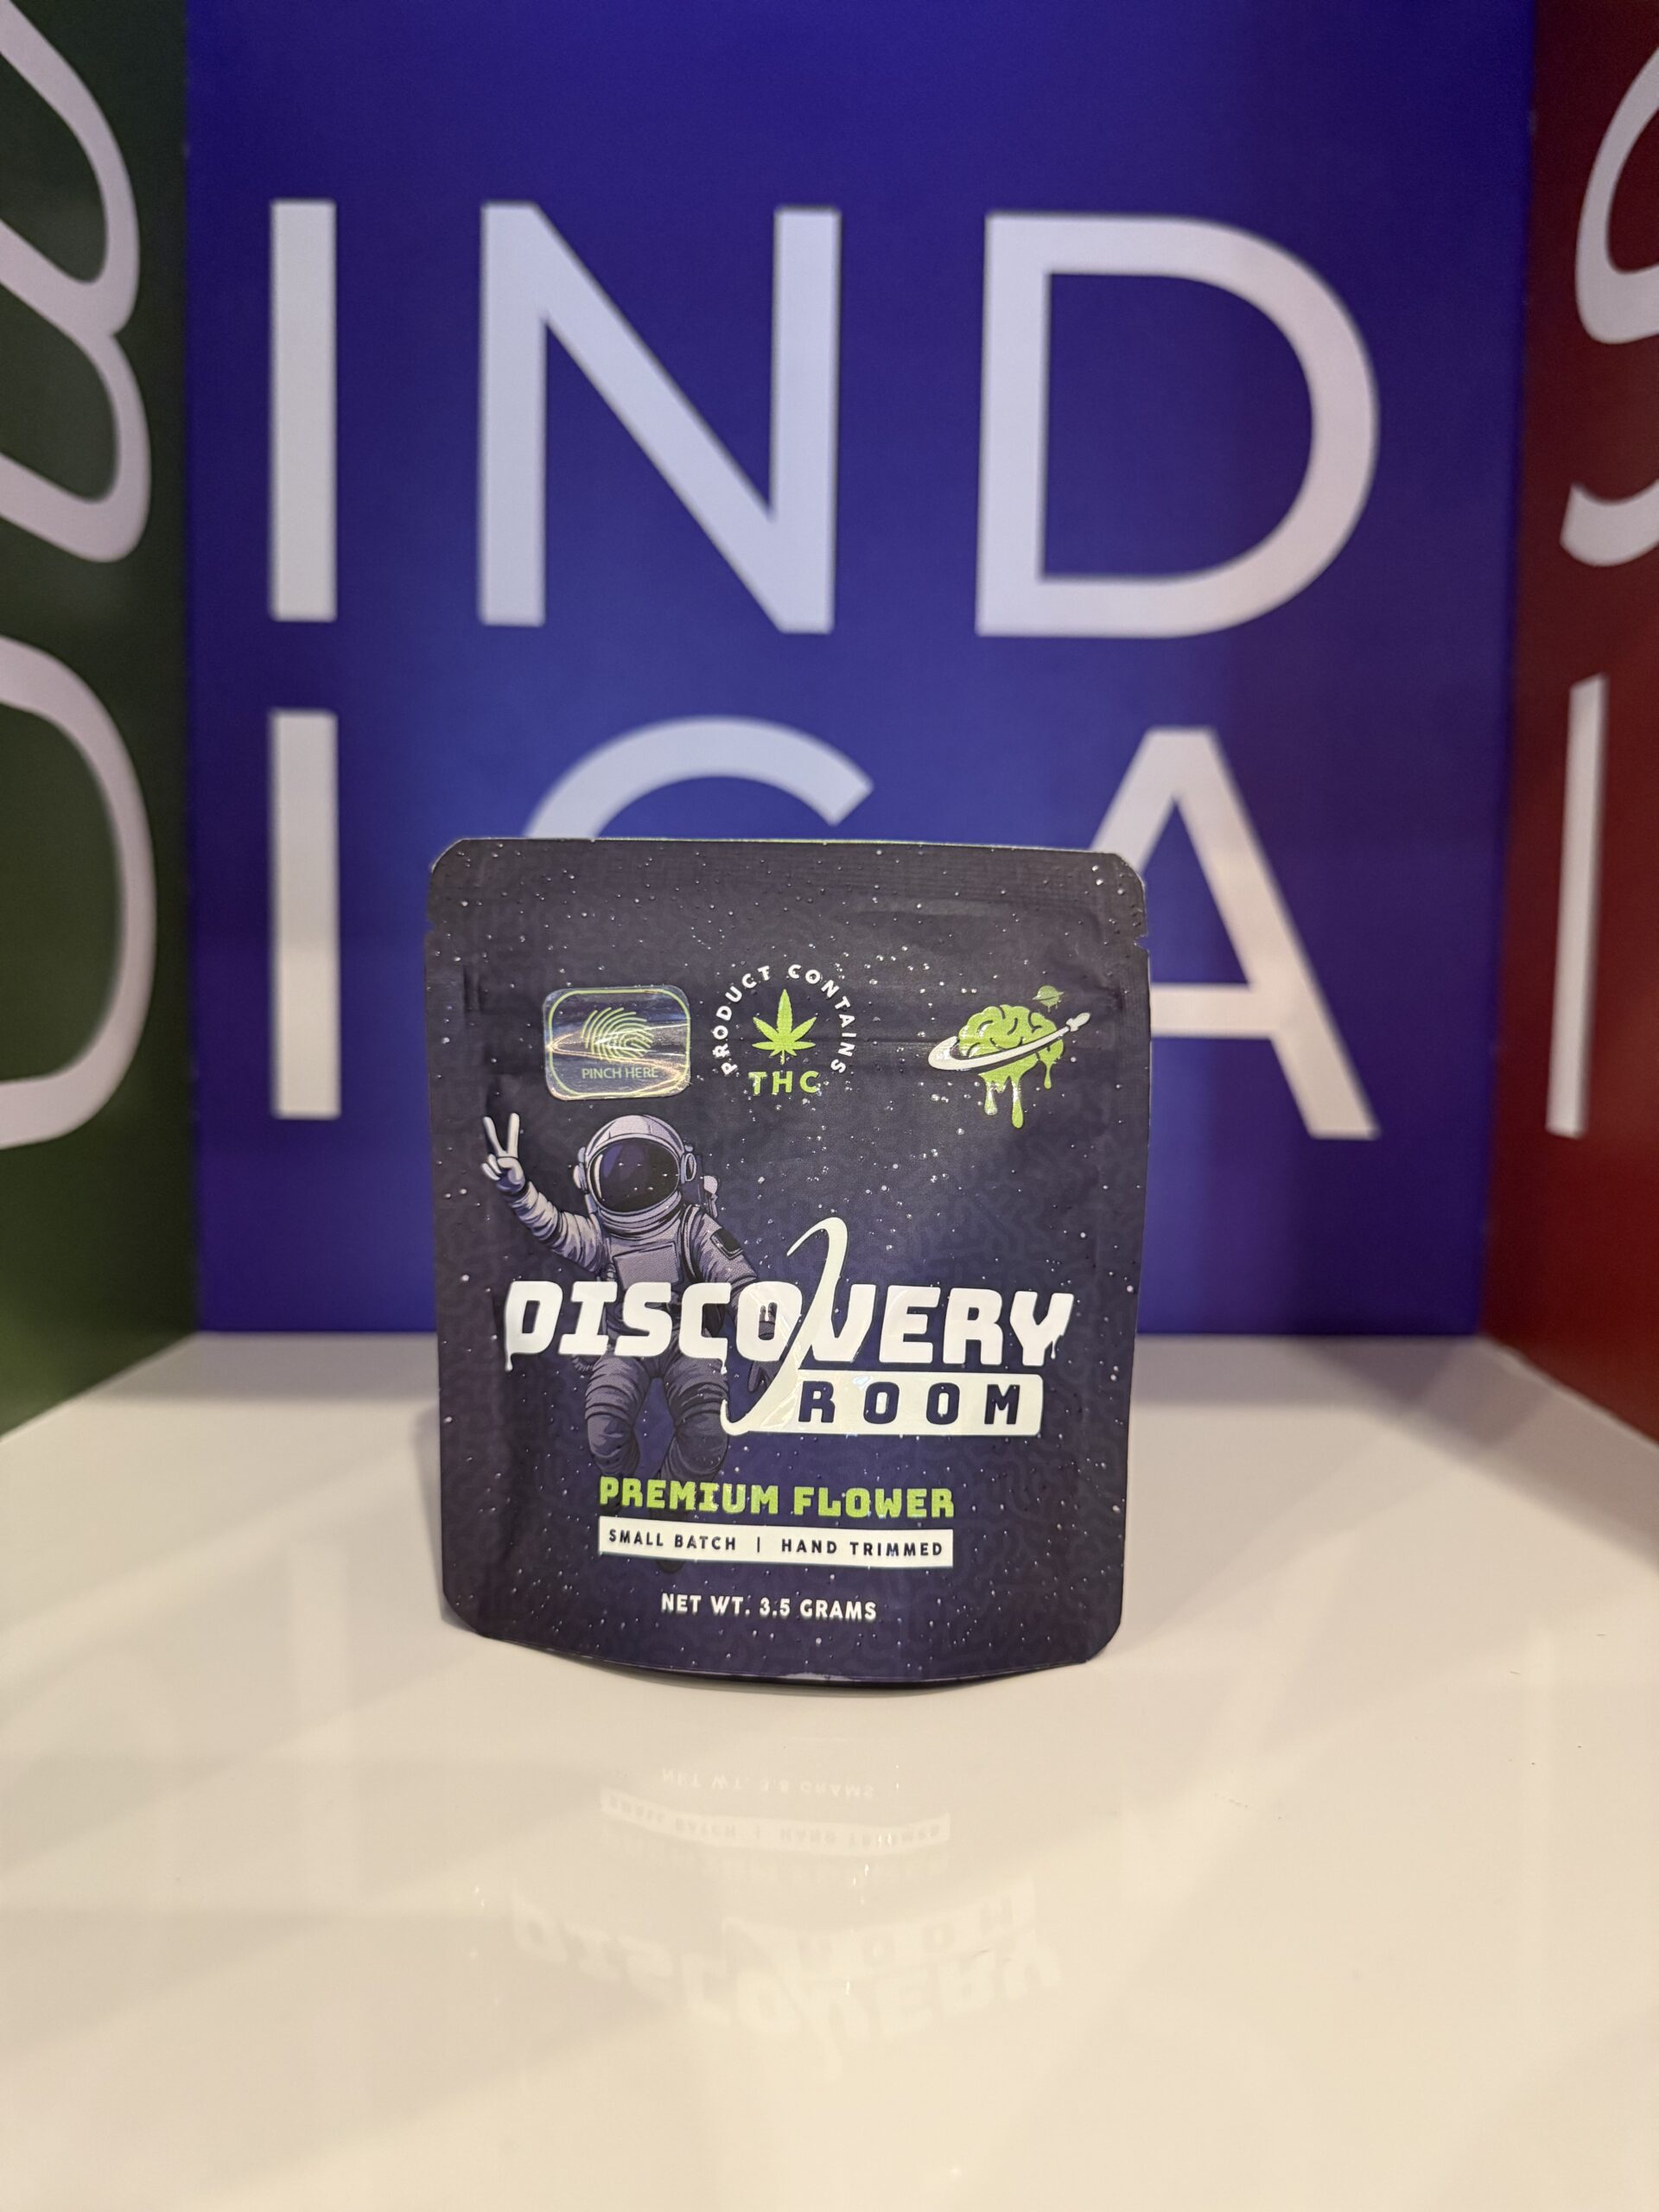 IND
ICA
PRODUCT CONTAINS
THC
PINCH HERE
DISCOVERY
ROOM
PREMIUM FLOWER
SMALL BATCH | HAND TRIMMED
NET WT. 3.5 GRAMS